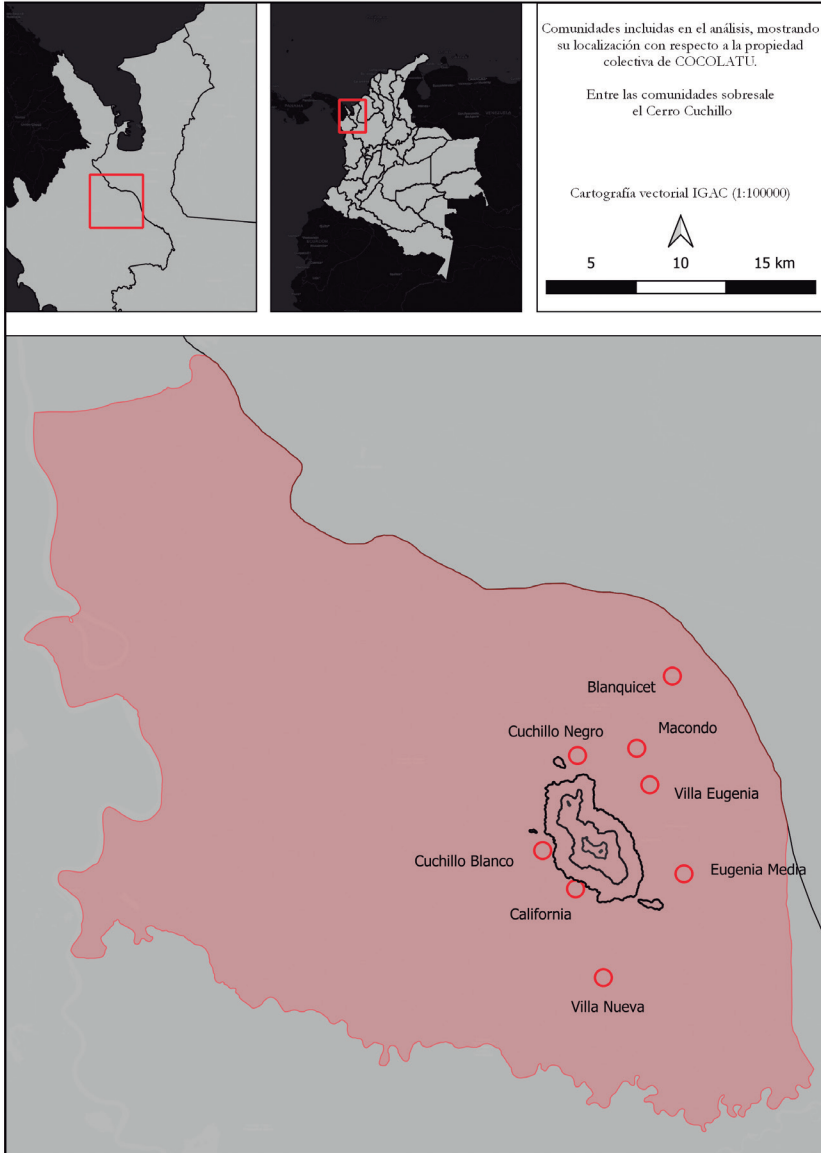 Comunidades incluidas en el análisis, mostrando
su localización con respecto a la propiedad
colectiva de COCOLATU.
Entre las comunidades sobresale
el Cerro Cuchillo
Cartografía vectorial IGAC (1:100000)
5 10 15 km
Blanquicet
Macondo
Cuchillo Negro
Villa Eugenia
Cuchillo Blanco
Eugenia Media
California
Villa Nueva